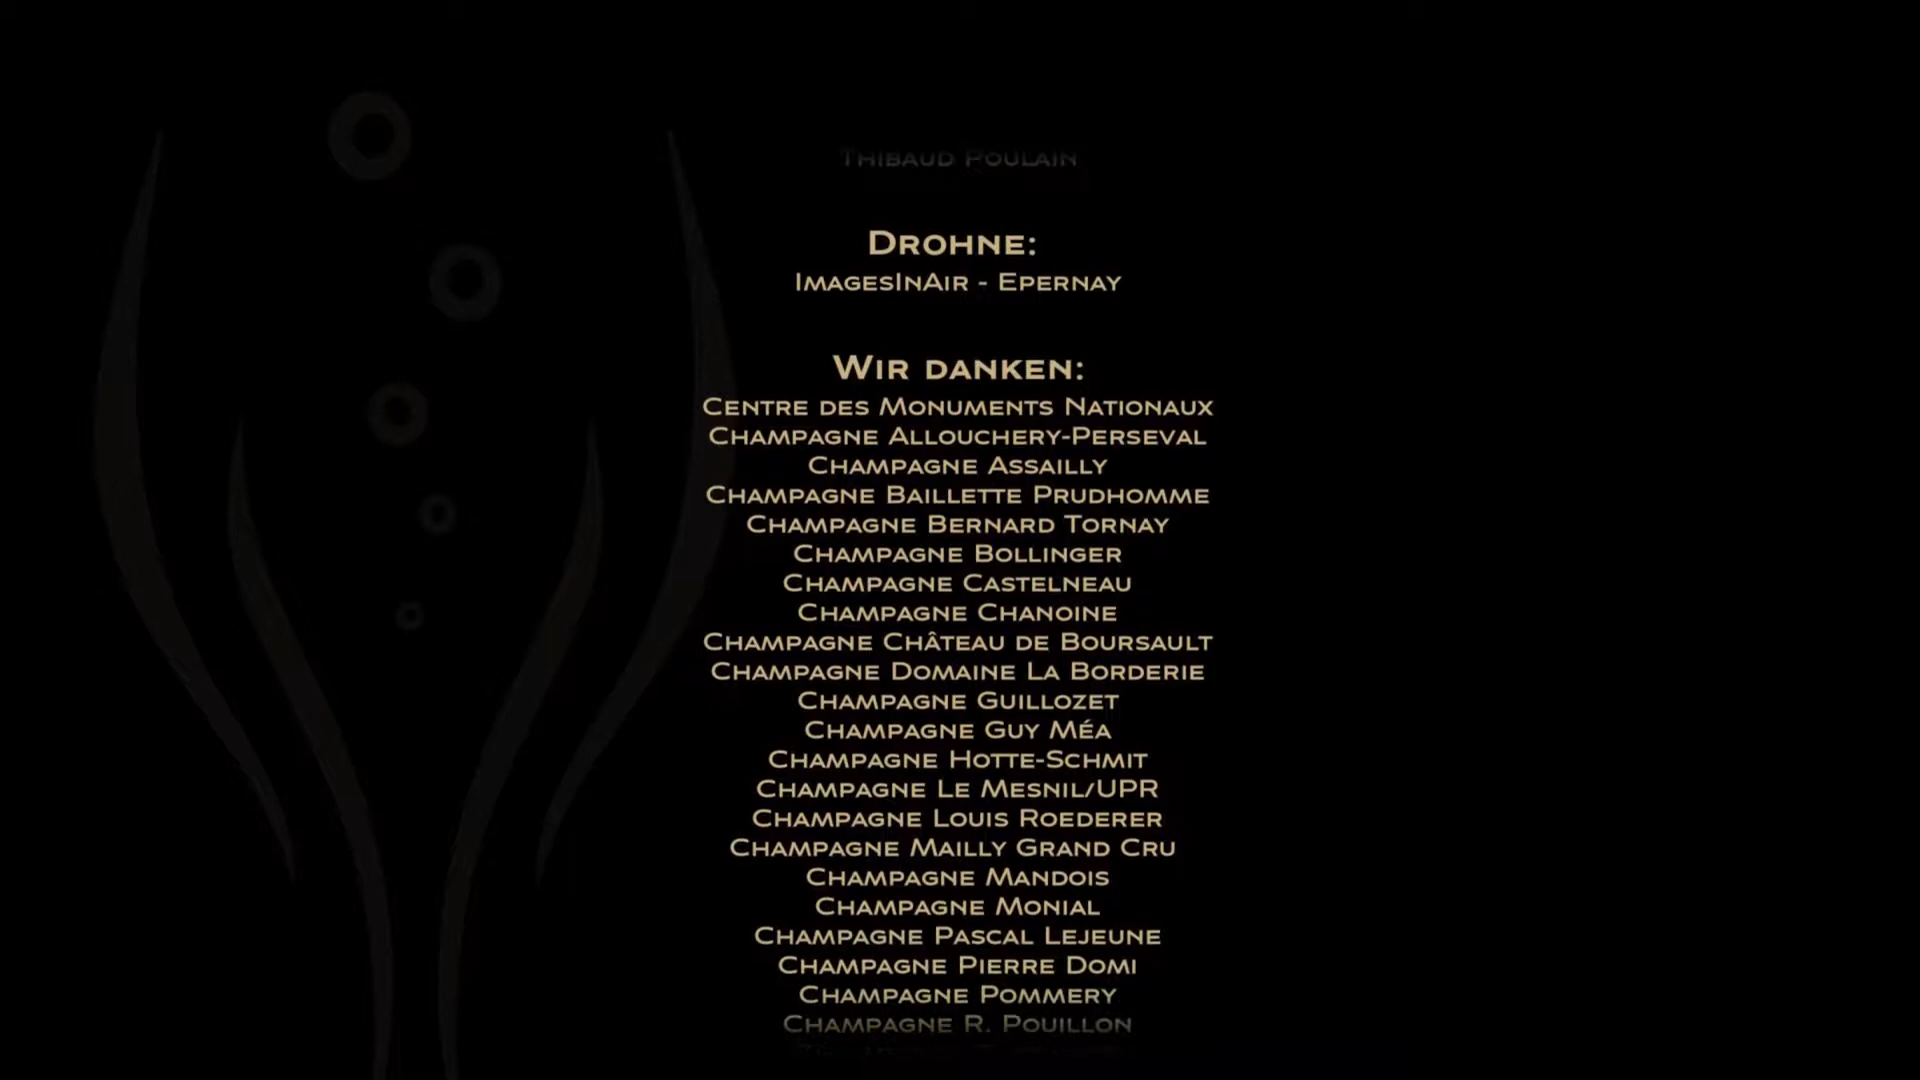 Thibaud Poulain
Drohne:
ImagesInAir - Epernay
Wir danken:
Centre des Monuments Nationaux
Champagne Allouchery-Perseval
Champagne Assailly
Champagne Baillette Prudhomme
Champagne Bernard Tornay
Champagne Bollinger
Champagne Castelneau
Champagne Chanoine
Champagne Château de Boursault
Champagne Domaine La Borderie
Champagne Guillozet
Champagne Guy Méa
Champagne Hotte-Schmit
Champagne Le Mesnil/UPR
Champagne Louis Roederer
Champagne Mailly Grand Cru
Champagne Mandois
Champagne Monial
Champagne Pascal Lejeune
Champagne Pierre Domi
Champagne Pommery
Champagne R. Pouillon